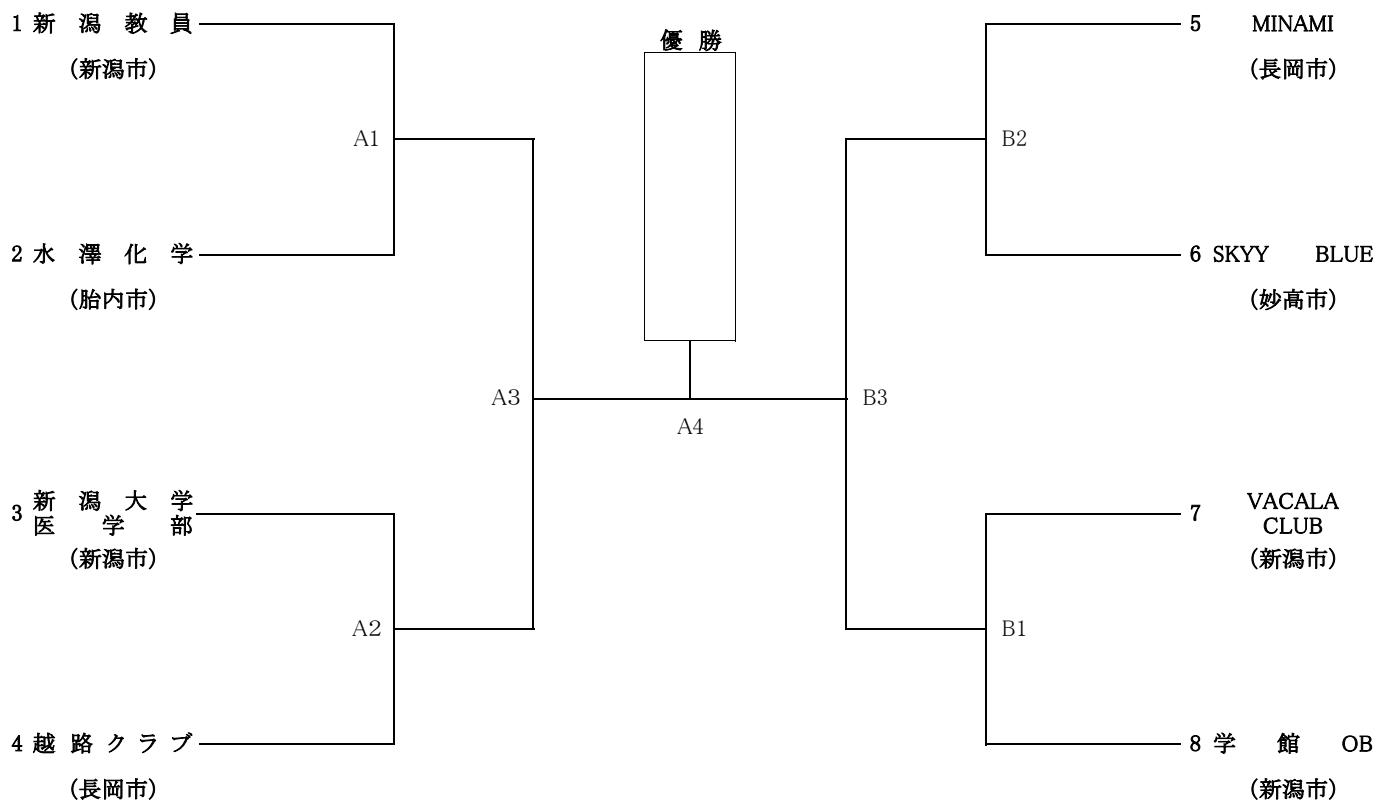 1 新潟教員
(新潟市)
A1
2 水澤化学
(胎内市)
3 新潟大学
医学部
(新潟市)
A2
4 越路クラブ
(長岡市)
A3
優勝
A4
B3
5 MINAMI
(長岡市)
B2
6 SKYY BLUE
(妙高市)
7 VACALA
CLUB
(新潟市)
B1
8 学館OB
(新潟市)